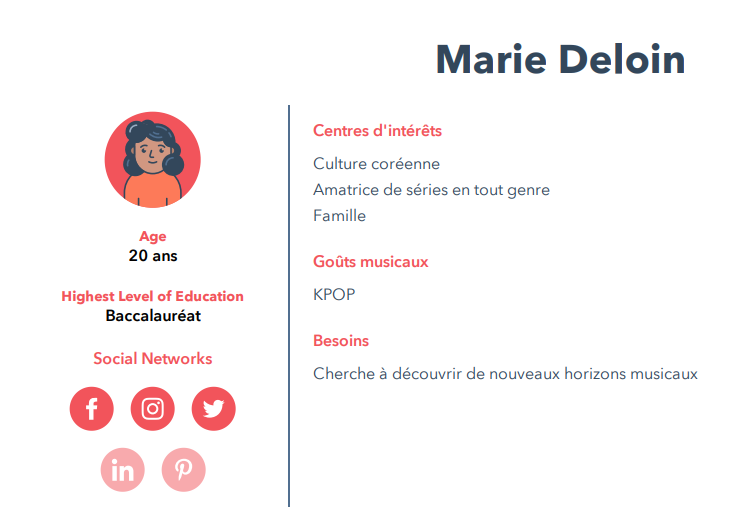 Marie Deloin
Age
20 ans
Highest Level of Education
Baccalauréat
Social Networks
Centres d'intérêts
Culture coréenne
Amatrice de séries en tout genre
Famille
Goûts musicaux
KPOP
Besoins
Cherche à découvrir de nouveaux horizons musicaux